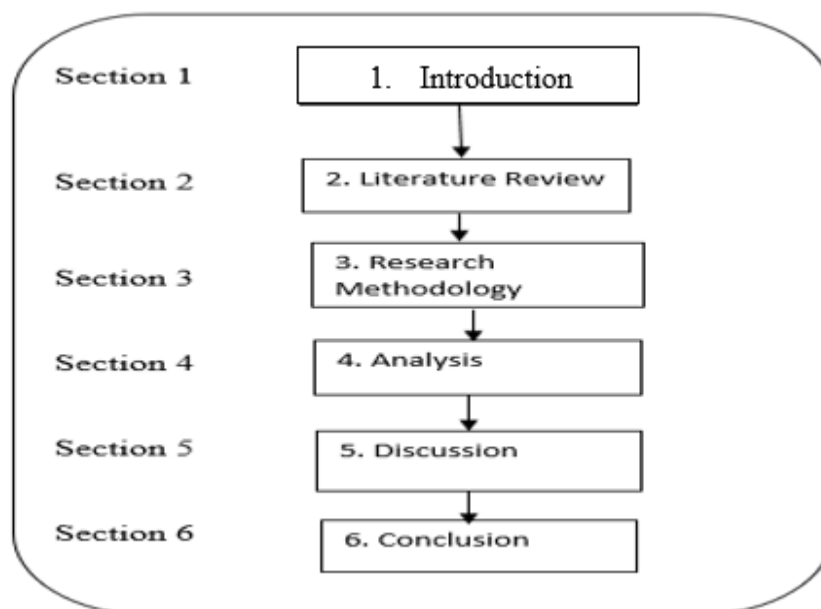 Section 1
1. Introduction
Section 2
2. Literature Review
Section 3
3. Research
Methodology
Section 4
4. Analysis
Section 5
5. Discussion
Section 6
6. Conclusion